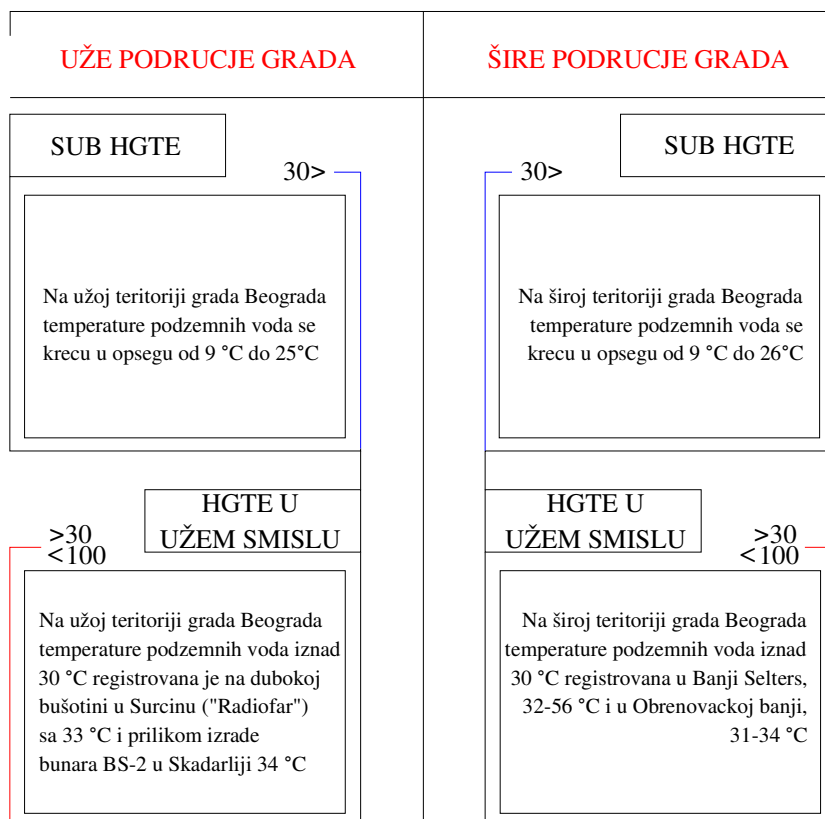 UŽE PODRUCJE GRADA
SUB HGTE
30>
Na užoj teritoriji grada Beograda
temperature podzemnih voda se
krecu u opsegu od 9 °C do 25°C
HGTE U
UŽEM SMISLU
>30
<100
Na užoj teritoriji grada Beograda
temperature podzemnih voda iznad
30 °C registrovana je na dubokoj
bušotini u Surcinu ("Radiofar")
sa 33 °C i prilikom izrade
bunara BS-2 u Skadarliji 34 °C
ŠIRE PODRUCJE GRADA
SUB HGTE
30>
Na široj teritoriji grada Beograda
temperature podzemnih voda se
krecu u opsegu od 9 °C do 26°C
HGTE U
UŽEM SMISLU
>30
<100
Na široj teritoriji grada Beograda
temperature podzemnih voda iznad
30 °C registrovana u Banji Selters,
32-56 °C i u Obrenovackoj banji,
31-34 °C